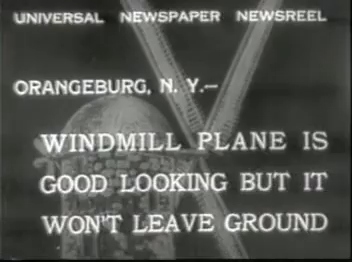 UNIVERSAL NEWSPAPER NEWSREEL
ORANGEBURG, N. Y.—
WINDMILL PLANE IS
GOOD LOOKING BUT IT
WON'T LEAVE GROUND